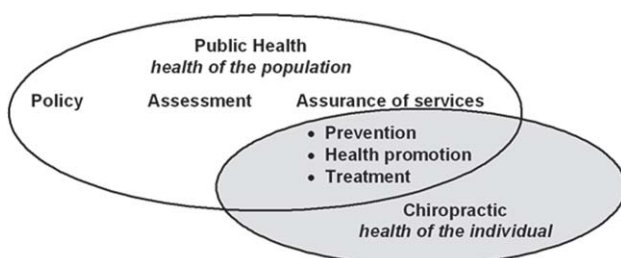 Public Health
health of the population
Policy Assessment Assurance of services
• Prevention
• Health promotion
• Treatment
Chiropractic
health of the individual